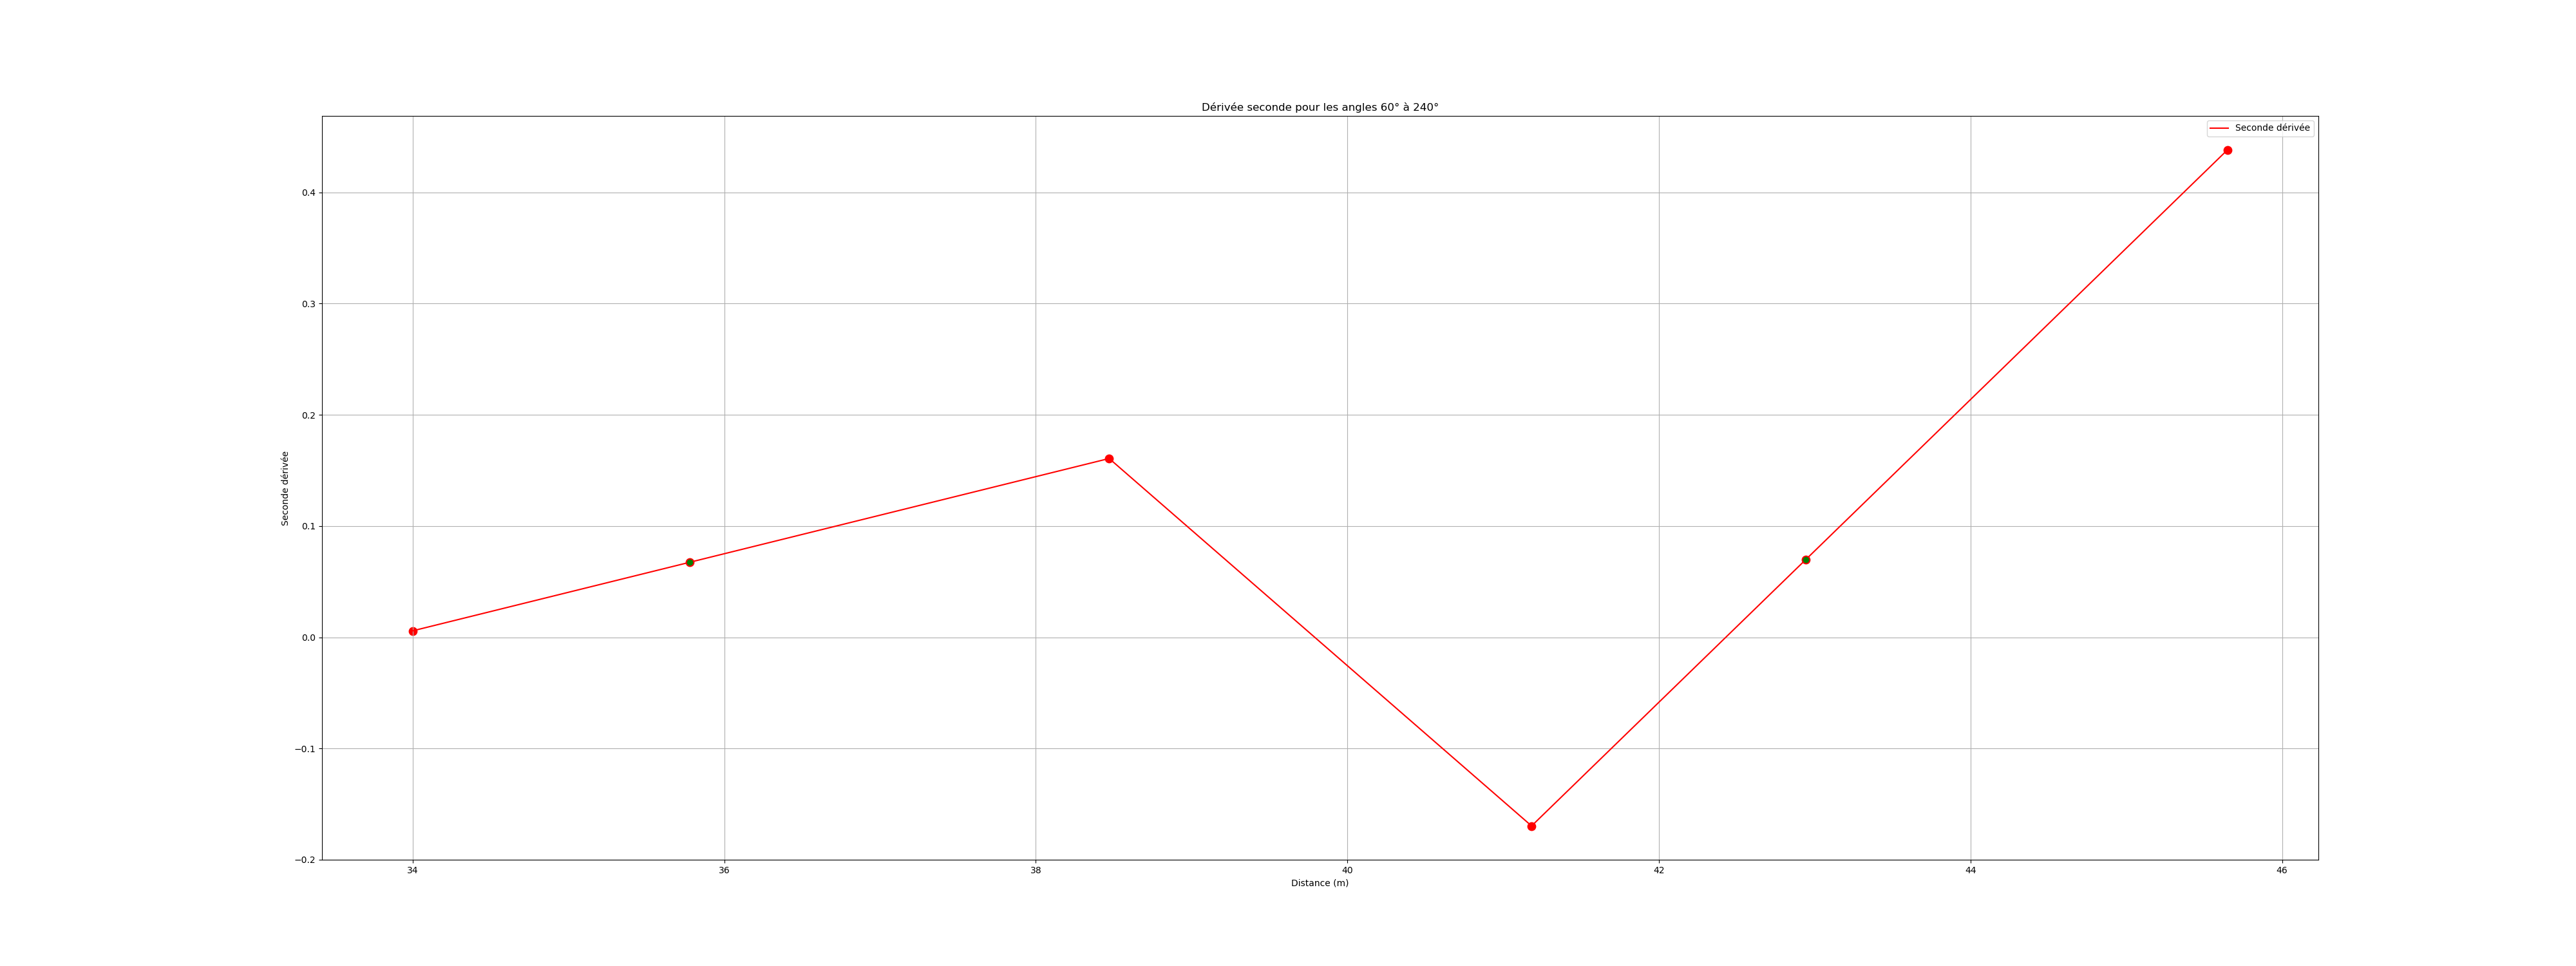 Dérivée seconde pour les angles 60° à 240°
Seconde dérivée
0.4
0.3
0.2
0.1
0.0
−0.1
−0.2
Seconde dérivée
34 36 38 40 42 44 46
Distance (m)